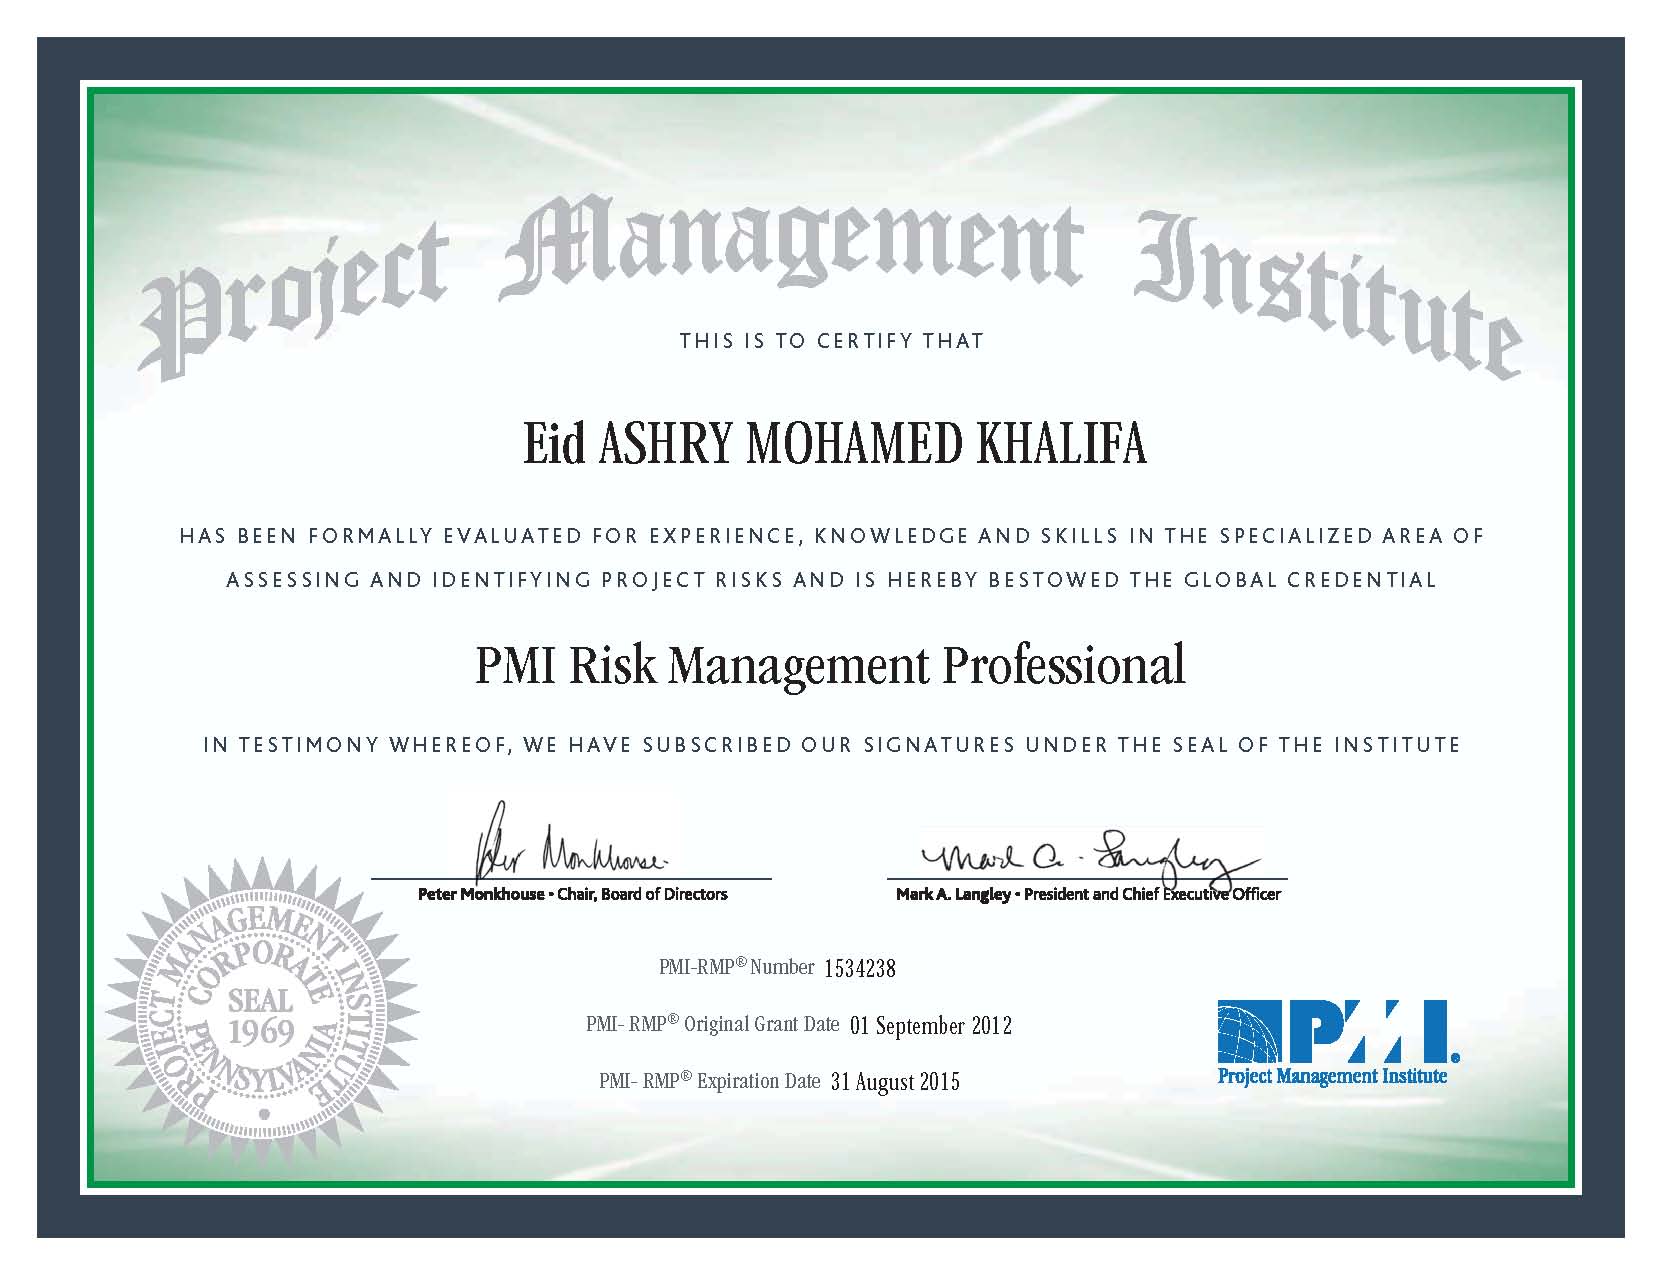 Project Management Institute
THIS IS TO CERTIFY THAT
Eid ASHRY MOHAMED KHALIFA
HAS BEEN FORMALLY EVALUATED FOR EXPERIENCE, KNOWLEDGE AND SKILLS IN THE SPECIALIZED AREA OF
ASSESSING AND IDENTIFYING PROJECT RISKS AND IS HEREBY BESTOWED THE GLOBAL CREDENTIAL
PMI Risk Management Professional
IN TESTIMONY WHEREOF, WE HAVE SUBSCRIBED OUR SIGNATURES UNDER THE SEAL OF THE INSTITUTE
Peter Monkhouse
Mark A. Langley
Peter Monkhouse • Chair, Board of Directors
Mark A. Langley • President and Chief Executive Officer
PROJECT MANAGEMENT INSTITUTE
CORPORATE
SEAL
1969
PENNSYLVANIA
PMI-RMP® Number 1534238
PMI- RMP® Original Grant Date 01 September 2012
PMI- RMP® Expiration Date 31 August 2015
PMI®
Project Management Institute